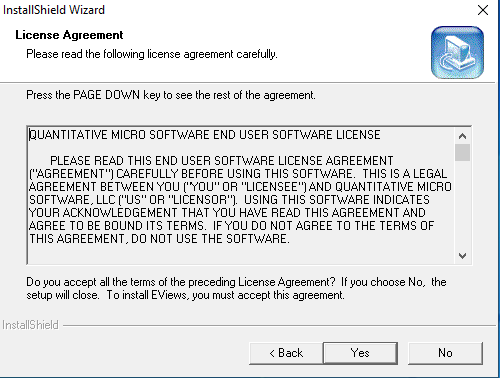 InstallShield Wizard
License Agreement
Please read the following license agreement carefully.
Press the PAGE DOWN key to see the rest of the agreement.
QUANTITATIVE MICRO SOFTWARE END USER SOFTWARE LICENSE
PLEASE READ THIS END USER SOFTWARE LICENSE AGREEMENT
("AGREEMENT") CAREFULLY BEFORE USING THIS SOFTWARE.  THIS IS A LEGAL
AGREEMENT BETWEEN YOU ("YOU" OR "LICENSEE") AND QUANTITATIVE MICRO
SOFTWARE, LLC ("US" OR "LICENSOR").  USING THIS SOFTWARE INDICATES
YOUR ACKNOWLEDGEMENT THAT YOU HAVE READ THIS AGREEMENT AND
AGREE TO BE BOUND ITS TERMS.  IF YOU DO NOT AGREE TO THE TERMS OF
THIS AGREEMENT, DO NOT USE THE SOFTWARE.
Do you accept all the terms of the preceding License Agreement?  If you choose No,  the
setup will close.  To install EViews, you must accept this agreement.
InstallShield
< Back
Yes
No